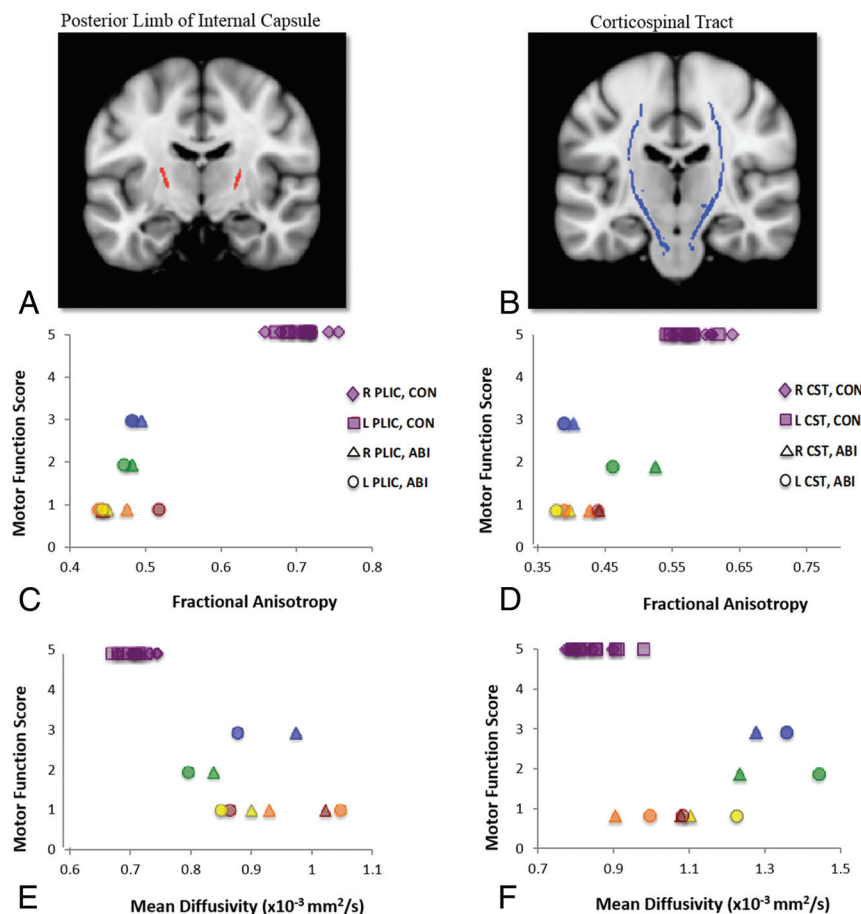 Posterior Limb of Internal Capsule
Corticospinal Tract
A
B
Motor Function Score
5
4
3
2
1
0
0.4 0.5 0.6 0.7 0.8
Fractional Anisotropy
R PLIC, CON
L PLIC, CON
R PLIC, ABI
L PLIC, ABI
C
Motor Function Score
5
4
3
2
1
0
0.35 0.45 0.55 0.65 0.75
Fractional Anisotropy
R CST, CON
L CST, CON
R CST, ABI
L CST, ABI
D
Motor Function Score
5
4
3
2
1
0
0.6 0.7 0.8 0.9 1 1.1
Mean Diffusivity (x10⁻³ mm²/s)
E
Motor Function Score
5
4
3
2
1
0
0.7 0.9 1.1 1.3 1.5
Mean Diffusivity (x10⁻³ mm²/s)
F